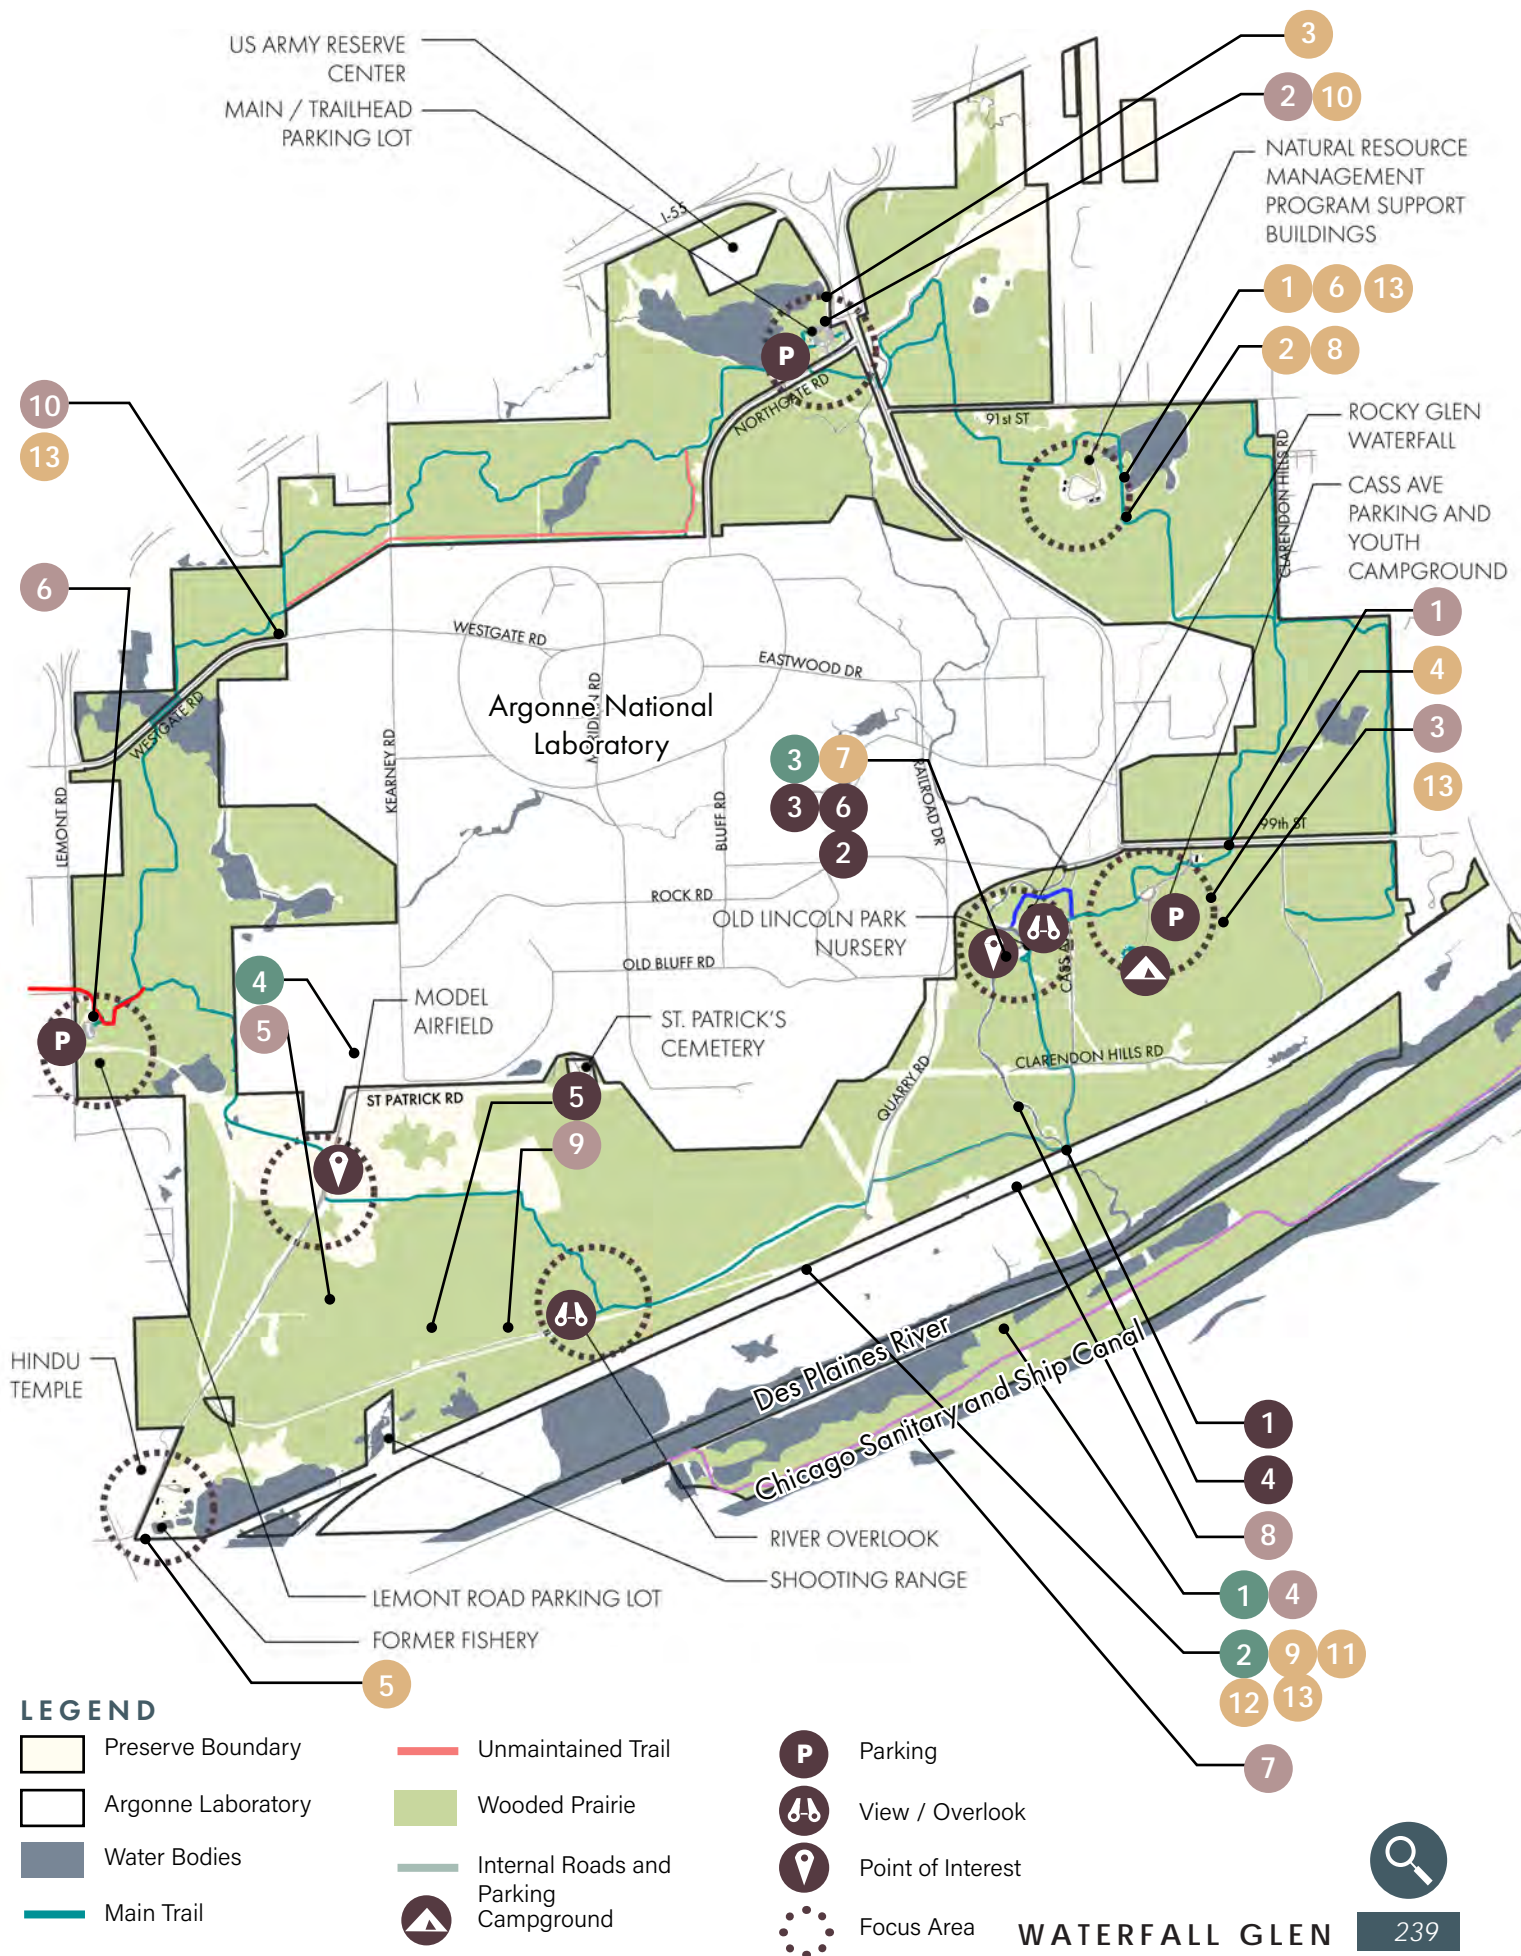 US ARMY RESERVE
CENTER
MAIN / TRAILHEAD
PARKING LOT
3
2 10
NATURAL RESOURCE
MANAGEMENT
PROGRAM SUPPORT
BUILDINGS
I-55
1 6 13
2 8
P
NORTHGATE RD
91st ST
10
13
ROCKY GLEN
WATERFALL
CLARENDON HILLS RD
CASS AVE
PARKING AND
YOUTH
CAMPGROUND
6
1
WESTGATE RD
EASTWOOD DR
4
Argonne National
Laboratory
MERIDIAN RD
WESTGATE RD
KEARNEY RD
3
13
3 7
3 6
2
RAILROAD DR
BLUFF RD
LEMONT RD
99th ST
ROCK RD
OLD LINCOLN PARK
NURSERY
P
CASS A
OLD BLUFF RD
4
5
MODEL
AIRFIELD
ST. PATRICK'S
CEMETERY
P
CLARENDON HILLS RD
QUARRY RD
ST PATRICK RD
5
9
HINDU
TEMPLE
Des Plaines River
Chicago Sanitary and Ship Canal
1
4
8
RIVER OVERLOOK
SHOOTING RANGE
LEMONT ROAD PARKING LOT
FORMER FISHERY
1 4
2 9 11
12 13
5
7
LEGEND
Preserve Boundary
Argonne Laboratory
Water Bodies
Main Trail
Unmaintained Trail
Wooded Prairie
Internal Roads and
Parking
Campground
P Parking
View / Overlook
Point of Interest
Focus Area
WATERFALL GLEN 239